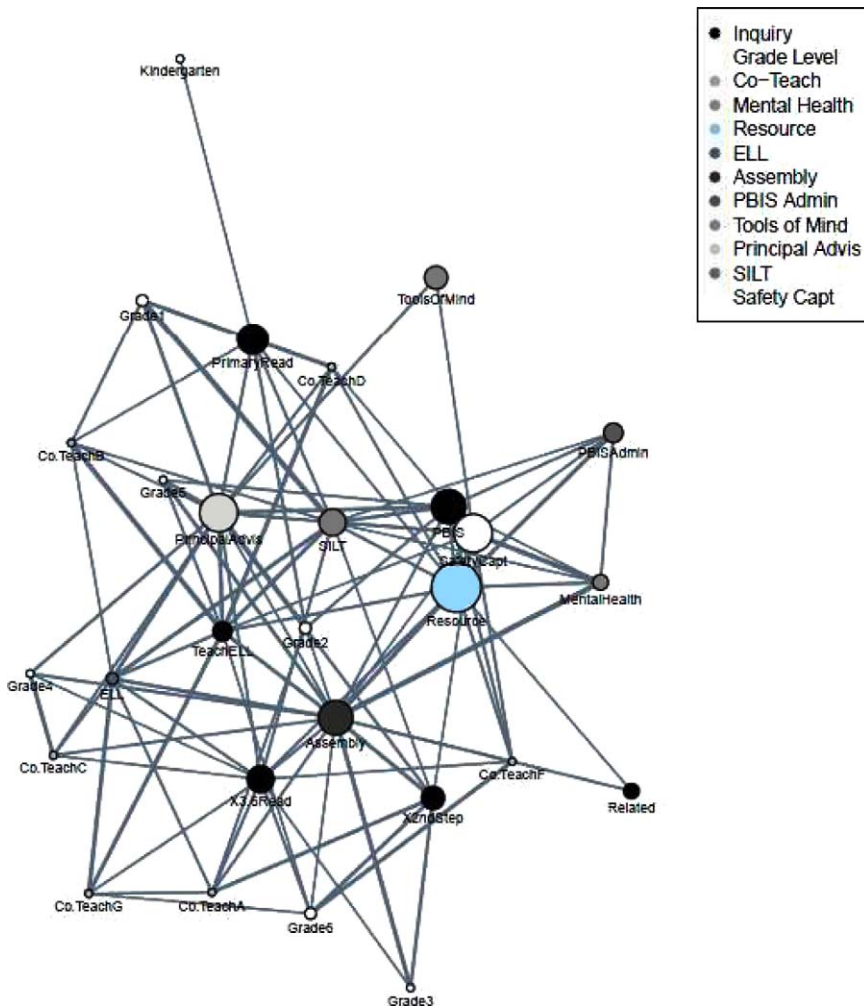 Inquiry
Grade Level
Co-Teach
Mental Health
Resource
ELL
Assembly
PBIS Admin
Tools of Mind
Principal Advis
SILT
Safety Capt
Kindergarten
ToolsOfMind
Grade1
PrimaryRead
Co.TeachD
PBISAdmin
Co.TeachB
Grade5
PrincipalAdvis
SILT
PBIS
SafetyCapt
MentalHealth
Resource
TeachELL
Grade2
Grade4
ELL
Assembly
Co.TeachC
Co.TeachF
X3.6Read
X2ndStep
Related
Co.TeachG
Co.TeachA
Grade6
Grade3